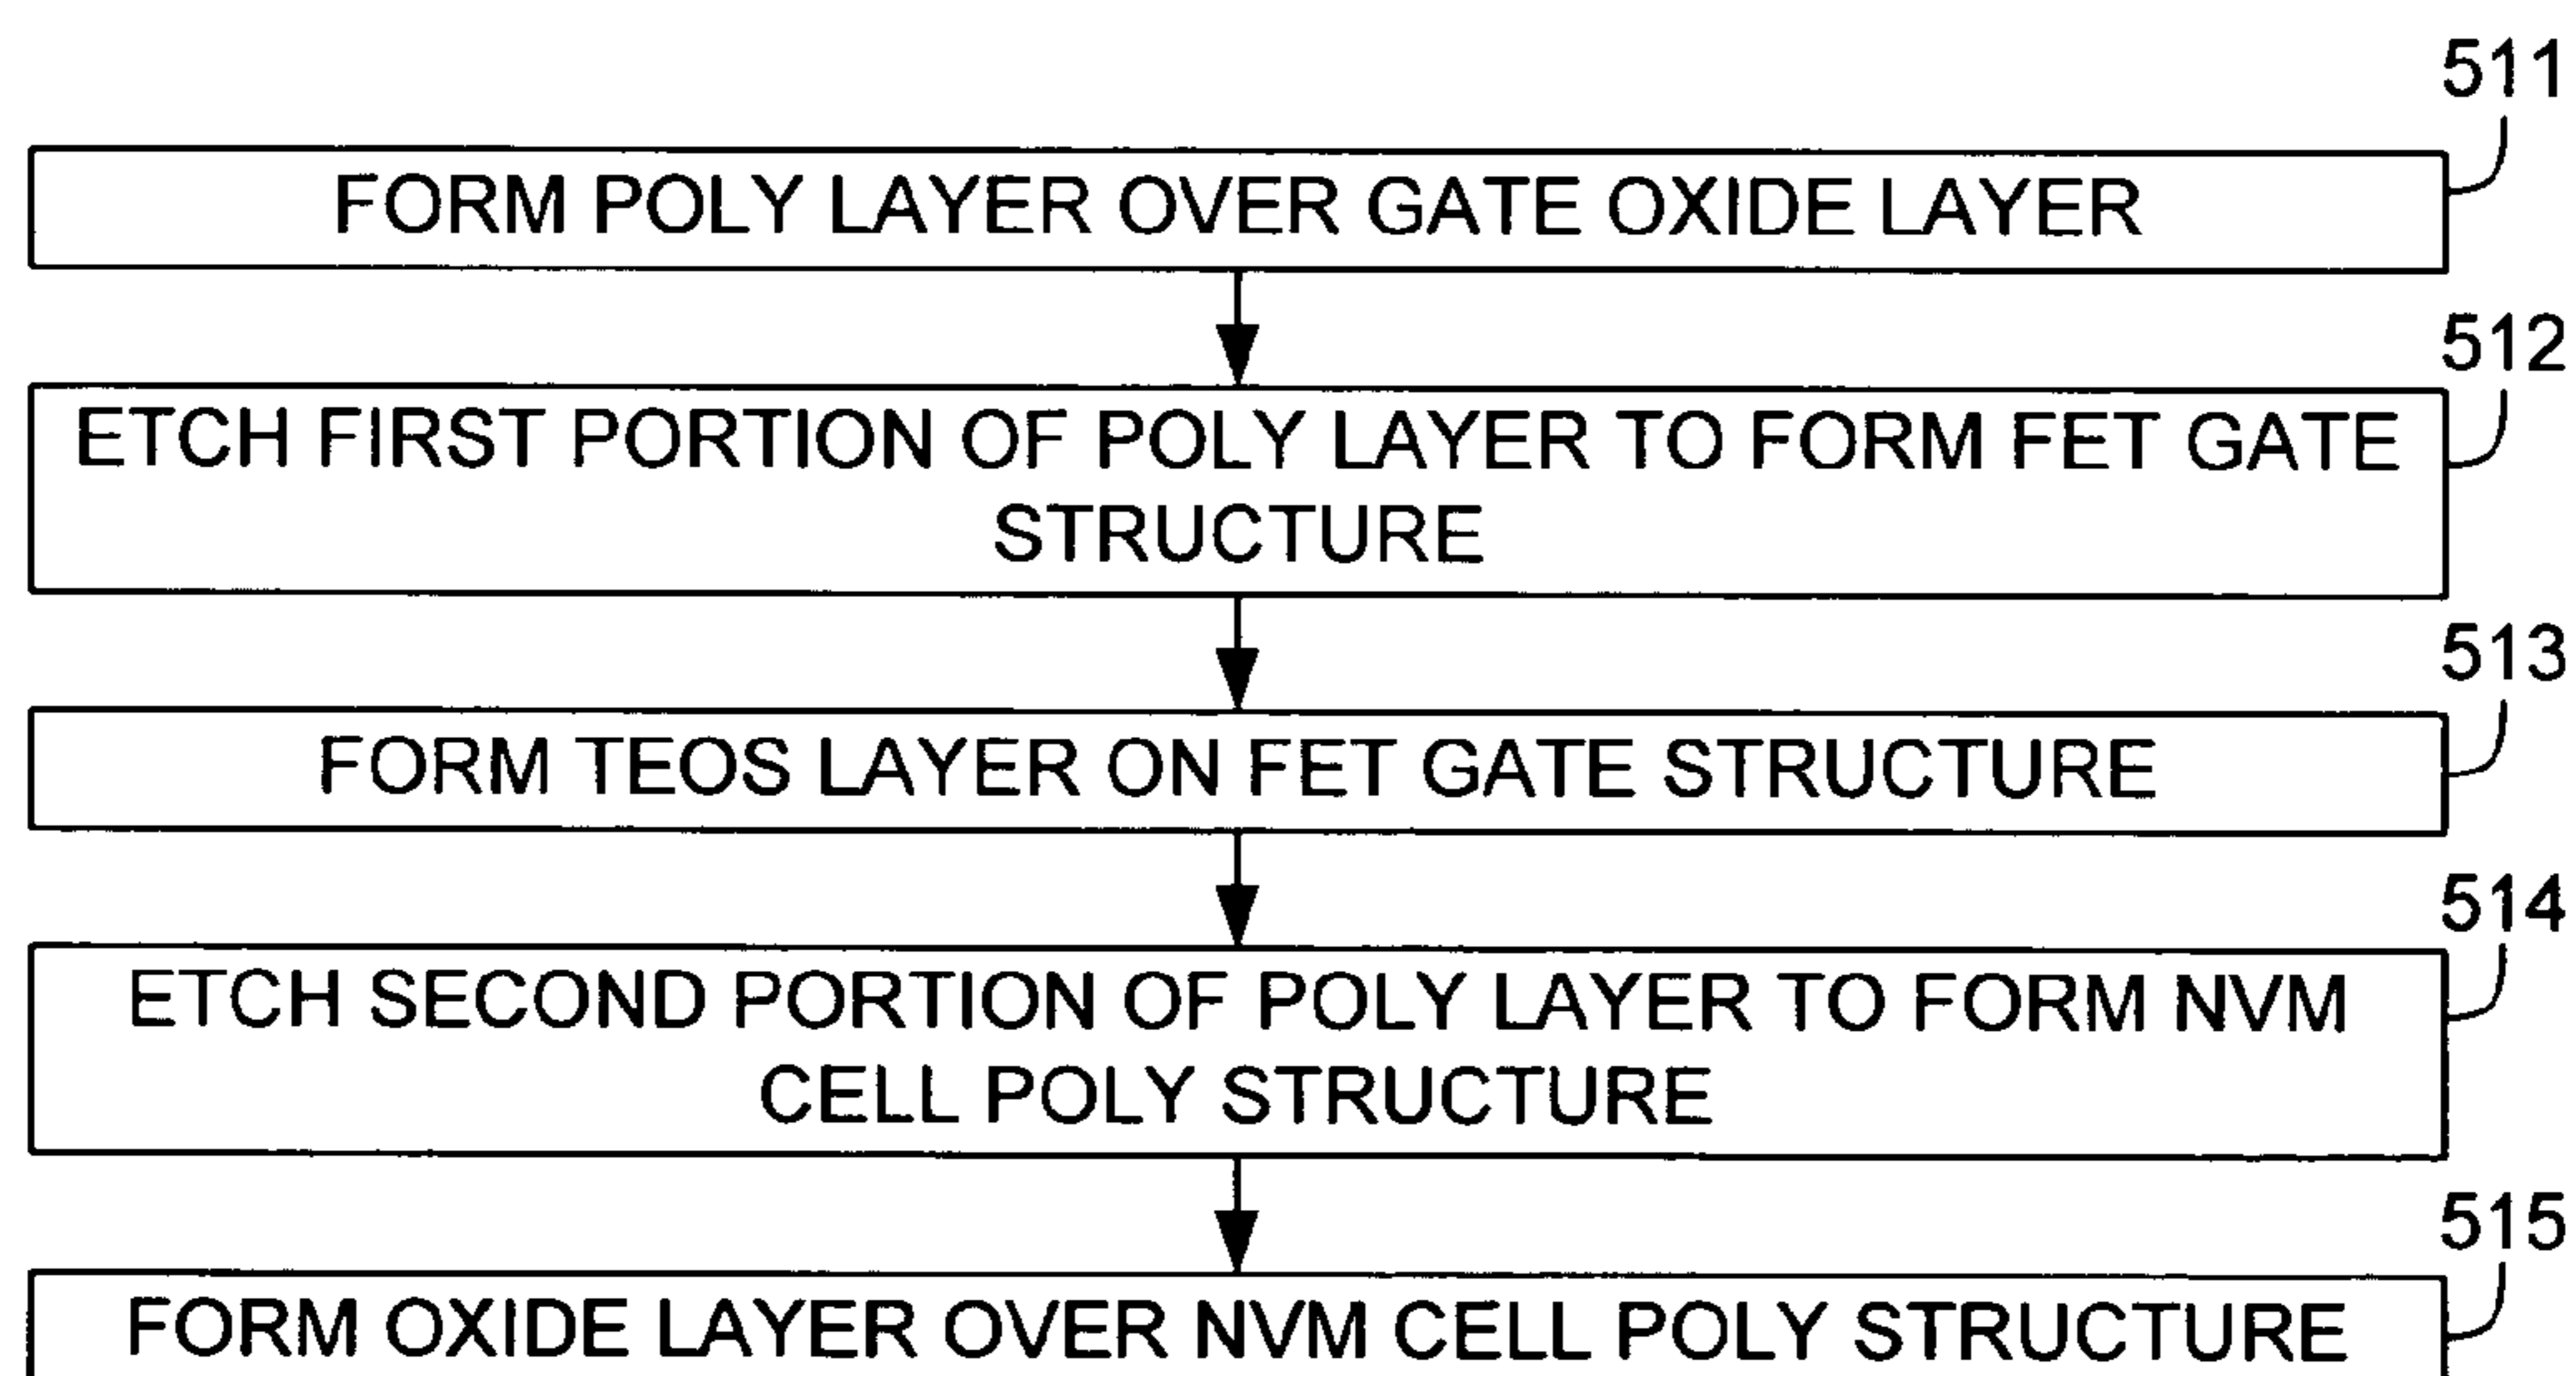 511
FORM POLY LAYER OVER GATE OXIDE LAYER
512
ETCH FIRST PORTION OF POLY LAYER TO FORM FET GATE
STRUCTURE
513
FORM TEOS LAYER ON FET GATE STRUCTURE
514
ETCH SECOND PORTION OF POLY LAYER TO FORM NVM
CELL POLY STRUCTURE
515
FORM OXIDE LAYER OVER NVM CELL POLY STRUCTURE